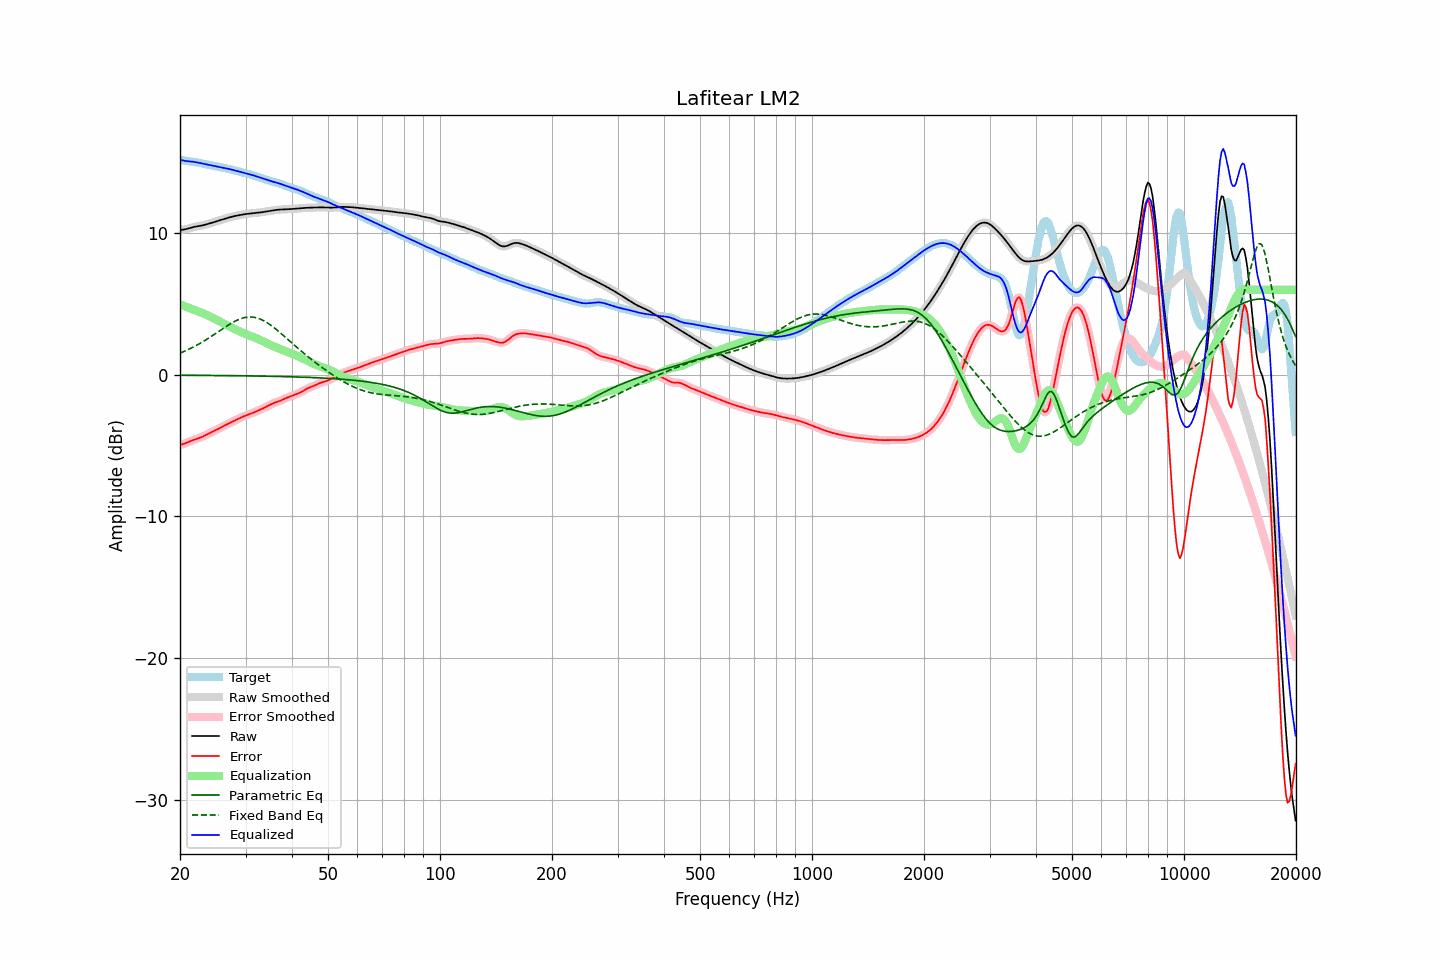 Lafitear LM2
Amplitude (dBr)
10
0
−10
−20
−30
Target
Raw Smoothed
Error Smoothed
Raw
Error
Equalization
Parametric Eq
Fixed Band Eq
Equalized
20 50 100 200 500 1000 2000 5000 10000 20000
Frequency (Hz)